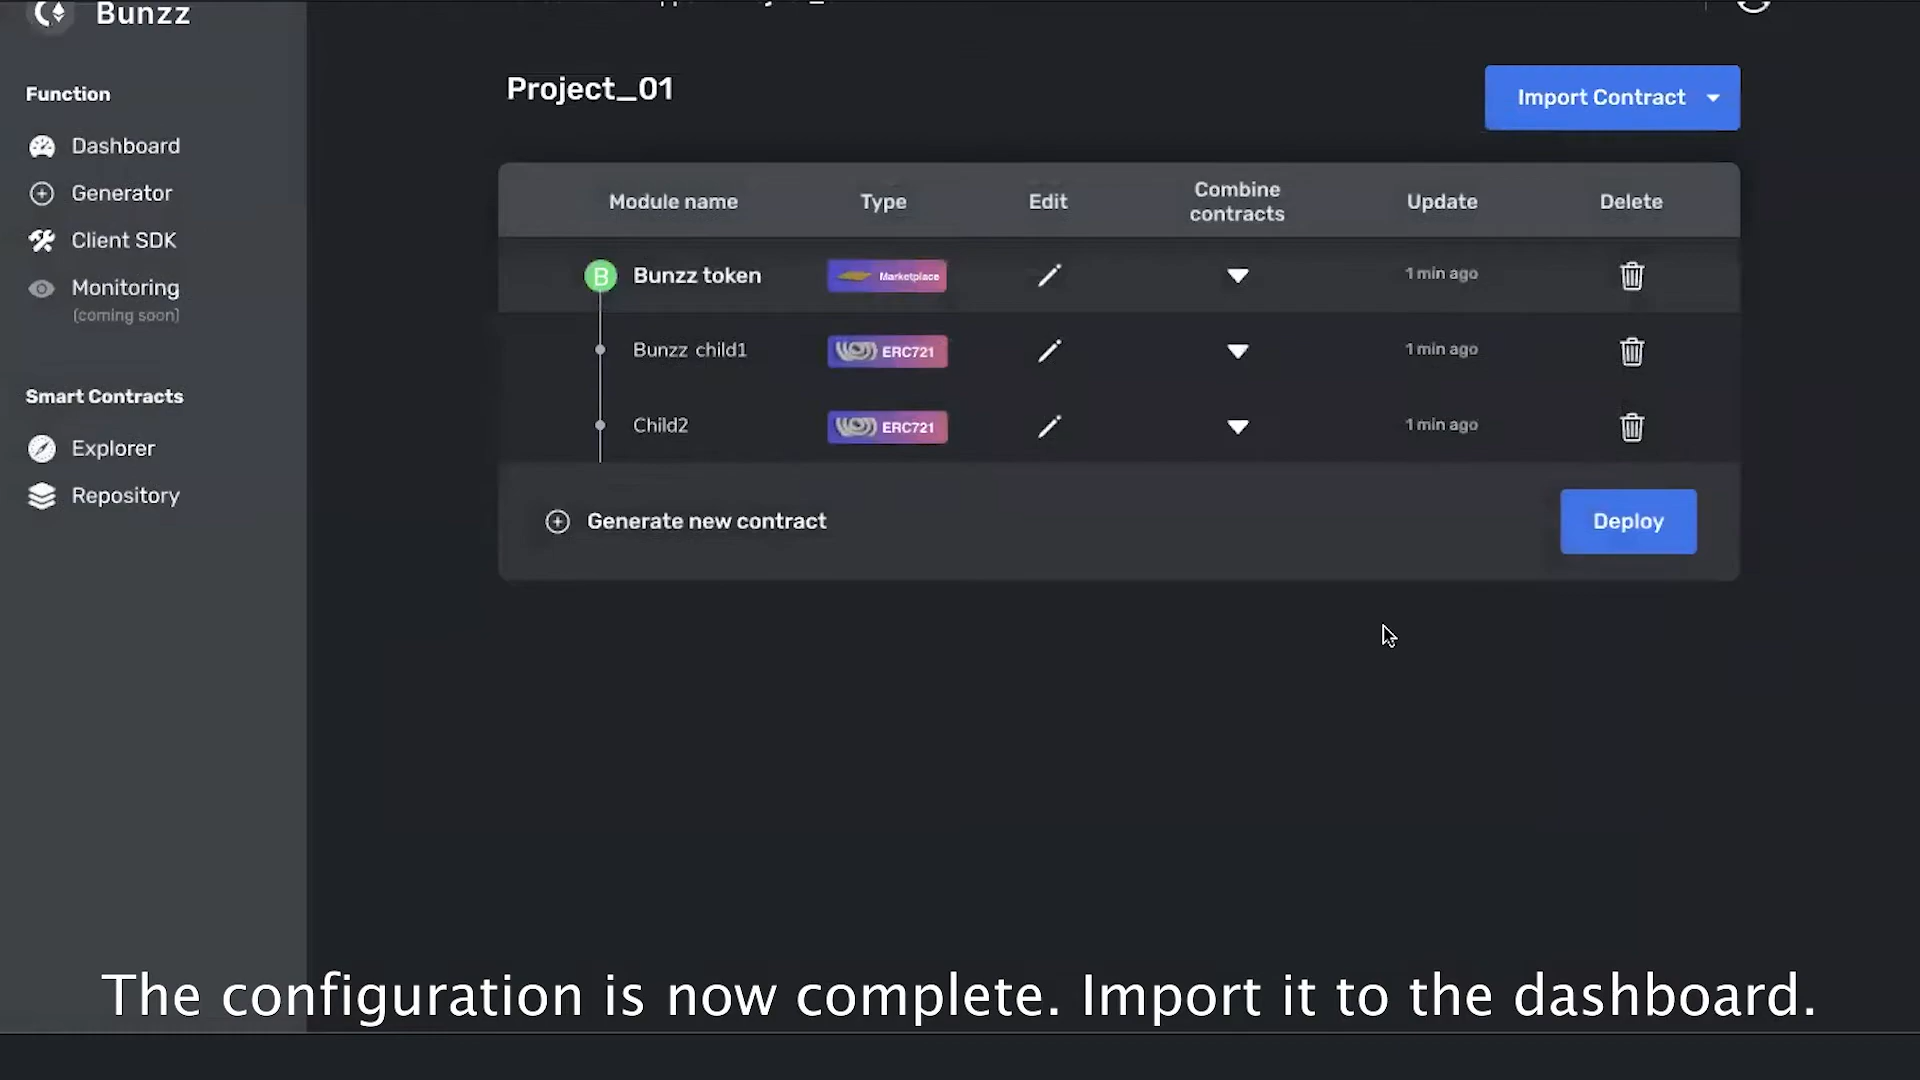 Bunzz
Function
Dashboard
Generator
Client SDK
Monitoring
(coming soon)
Smart Contracts
Explorer
Repository
Project_01
Import Contract
Module name Type Edit Combine contracts Update Delete
Bunzz token Marketplace 1 min ago
Bunzz child1 ERC721 1 min ago
Child2 ERC721 1 min ago
Generate new contract Deploy
The configuration is now complete. Import it to the dashboard.